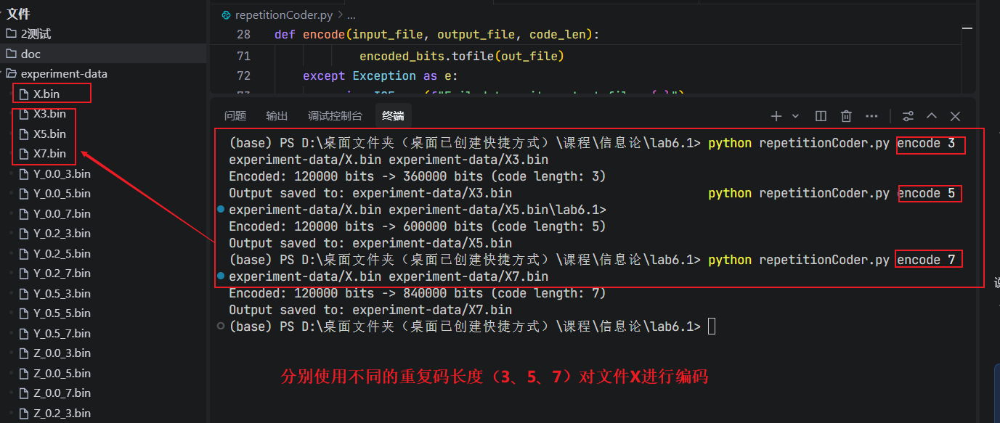 文件
2测试
doc
experiment-data
X.bin
X3.bin
X5.bin
X7.bin
Y_0.0_3.bin
Y_0.0_5.bin
Y_0.0_7.bin
Y_0.2_3.bin
Y_0.2_5.bin
Y_0.2_7.bin
Y_0.5_3.bin
Y_0.5_5.bin
Y_0.5_7.bin
Z_0.0_3.bin
Z_0.0_5.bin
Z_0.0_7.bin
Z_0.2_3.bin
repetitionCoder.py > ...
28 def encode(input_file, output_file, code_len):
71 encoded_bits.tofile(out_file)
72 except Exception as e:
问题 输出 调试控制台 终端
(base) PS D:\桌面文件夹（桌面已创建快捷方式）\课程\信息论\lab6.1> python repetitionCoder.py encode 3
experiment-data/X.bin experiment-data/X3.bin
Encoded: 120000 bits -> 360000 bits (code length: 3)
Output saved to: experiment-data/X3.bin python repetitionCoder.py encode 5
experiment-data/X.bin experiment-data/X5.bin\lab6.1>
Encoded: 120000 bits -> 600000 bits (code length: 5)
Output saved to: experiment-data/X5.bin
(base) PS D:\桌面文件夹（桌面已创建快捷方式）\课程\信息论\lab6.1> python repetitionCoder.py encode 7
experiment-data/X.bin experiment-data/X7.bin
Encoded: 120000 bits -> 840000 bits (code length: 7)
Output saved to: experiment-data/X7.bin
(base) PS D:\桌面文件夹（桌面已创建快捷方式）\课程\信息论\lab6.1>
分别使用不同的重复码长度（3、5、7）对文件X进行编码